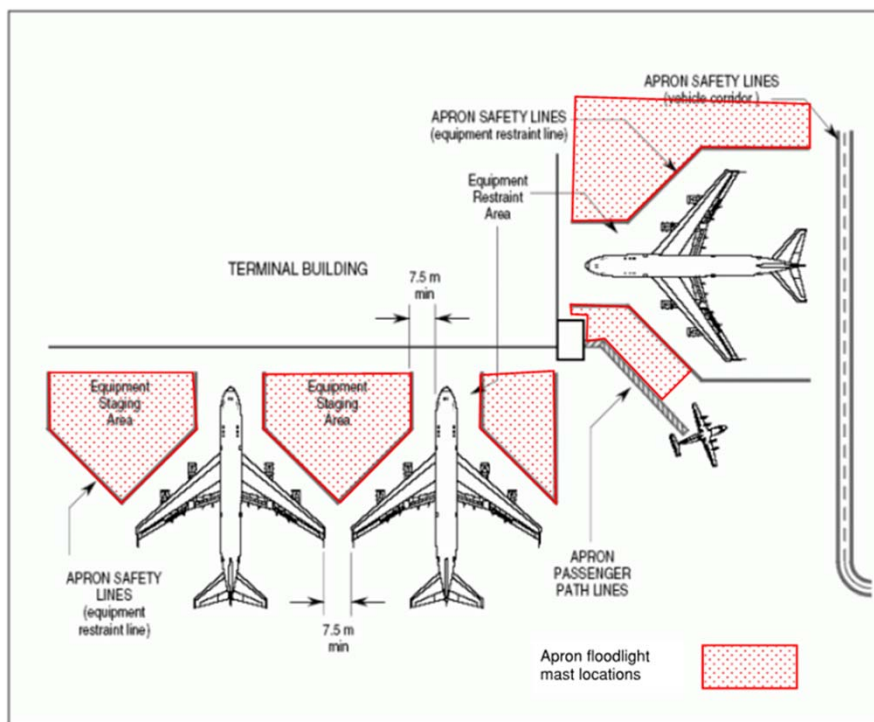 APRON SAFETY LINES
(vehicle corridor )
APRON SAFETY LINES
(equipment restraint line)
Equipment
Restraint
Area
TERMINAL BUILDING
7.5 m
min
Equipment
Staging
Area
Equipment
Staging
Area
APRON SAFETY
LINES
(equipment
restraint line)
7.5 m
min
APRON
PASSENGER
PATH LINES
Apron floodlight
mast locations